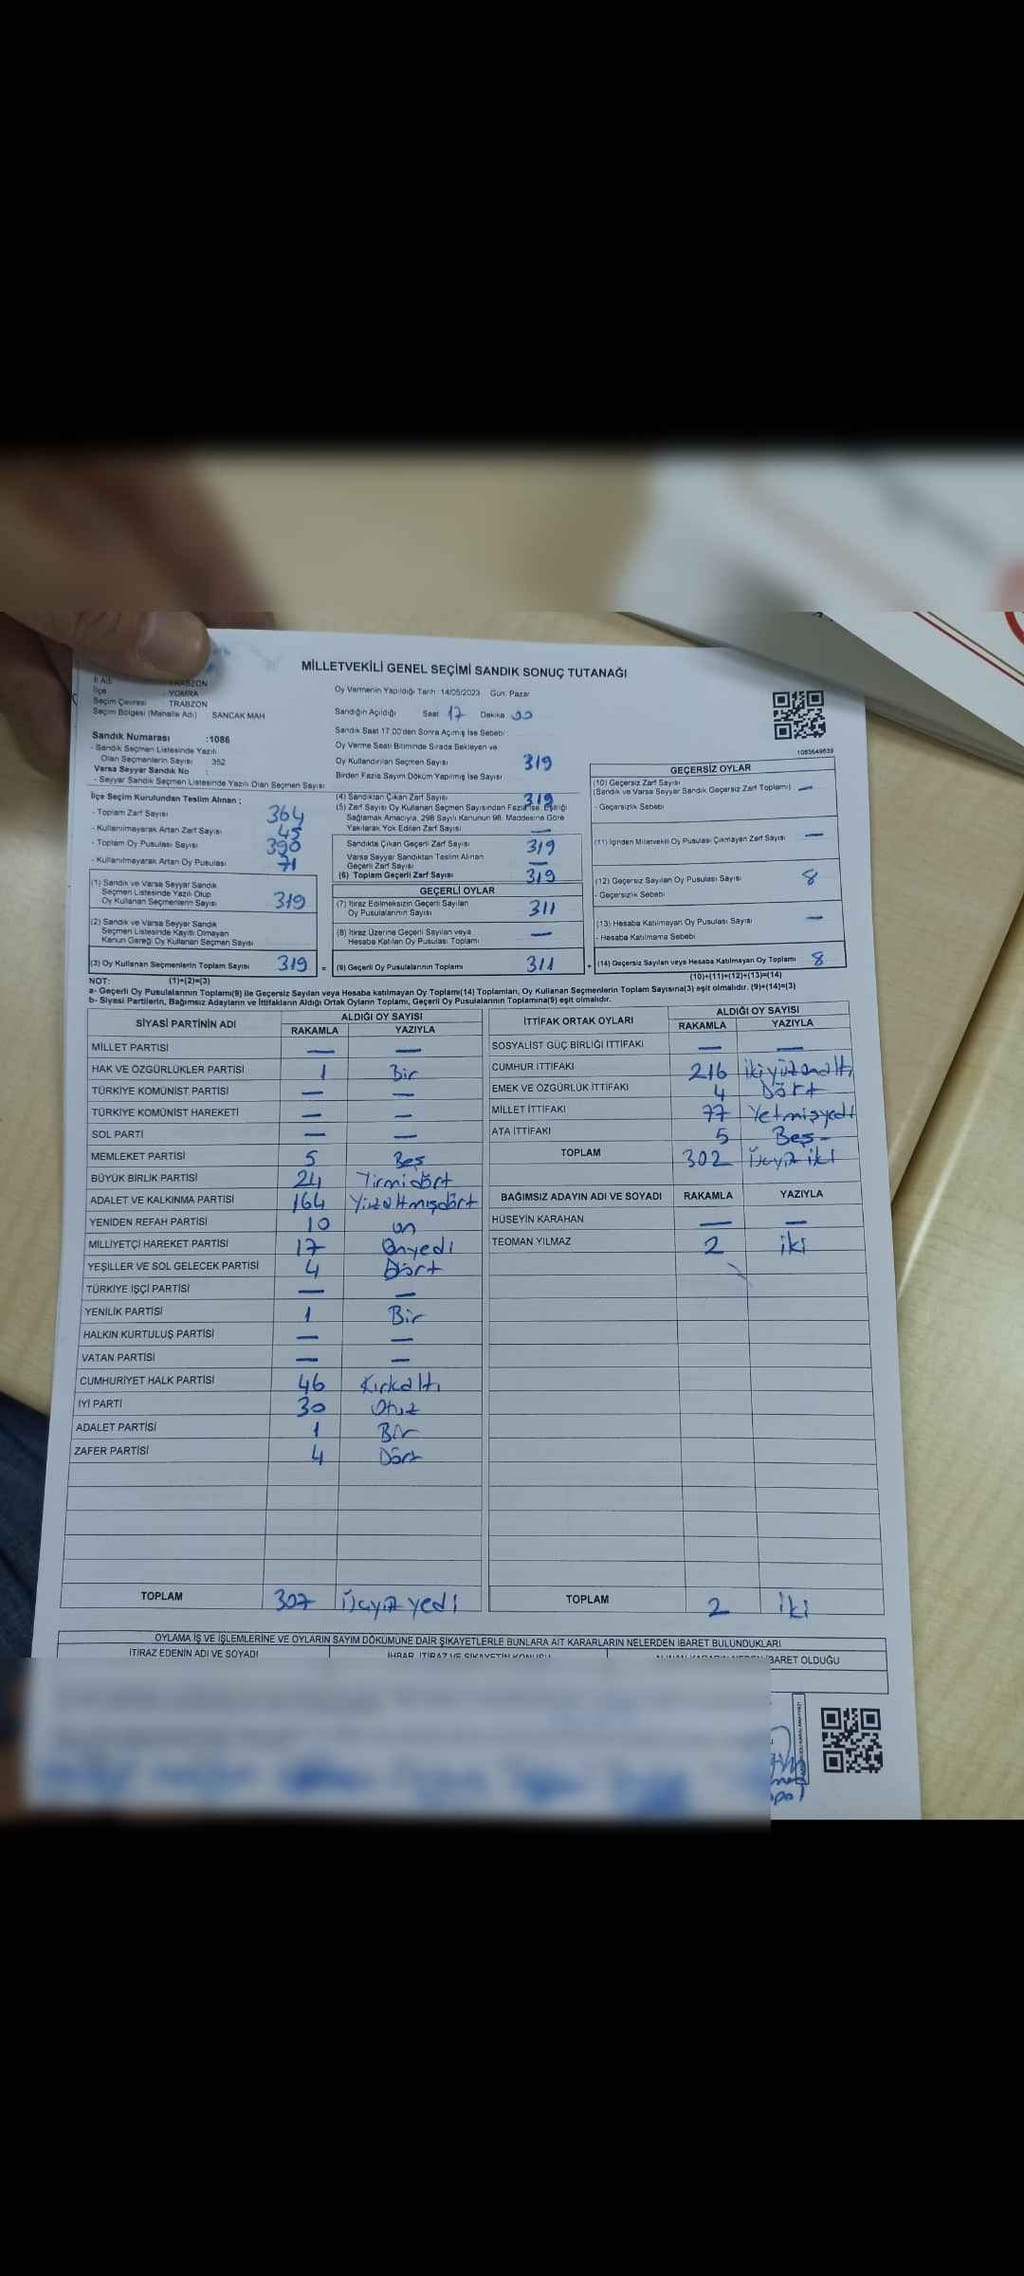 MİLLETVEKİLİ GENEL SEÇİMİ SANDIK SONUÇ TUTANAĞI
İl Adı : TRABZON
İlçe : YOMRA
Seçim Çevresi : TRABZON
Seçim Bölgesi (Mahalle Adı) : SANCAK MAH
Oy Vermenin Yapıldığı Tarih 14/05/2023 Gün: Pazar
Sandığın Açıldığı Saat 17 Dakika 00
Sandık Saat 17.00'den Sonra Açılmış İse Sebebi:
Sandık Numarası :1086
- Sandık Seçmen Listesinde Yazılı
Olan Seçmenlerin Sayısı : 352
Varsa Seyyar Sandık No :
- Seyyar Sandık Seçmen Listesinde Yazılı Olan Seçmen Sayısı
Oy Verme Saati Bitiminde Sırada Bekleyen ve
Oy Kullandırılan Seçmen Sayısı 319
Birden Fazla Sayım Döküm Yapılmış İse Sayısı
1083649839
İlçe Seçim Kurulundan Teslim Alınan :
- Toplam Zarf Sayısı 364
- Kullanılmayarak Artan Zarf Sayısı 45
- Toplam Oy Pusulası Sayısı 390
- Kullanılmayarak Artan Oy Pusulası 71
(1) Sandık ve Varsa Seyyar Sandık
Seçmen Listesinde Yazılı Olup
Oy Kullanan Seçmenlerin Sayısı 319
(2) Sandık ve Varsa Seyyar Sandık
Seçmen Listesinde Kayıtlı Olmayan
Kanun Gereği Oy Kullanan Seçmen Sayısı
(3) Oy Kullanan Seçmenlerin Toplam Sayısı 319 =
(1)+(2)=(3)
(4) Sandıktan Çıkan Zarf Sayısı 319
(5) Zarf Sayısı Oy Kullanan Seçmen Sayısından Fazla İse, Eşitliği
Sağlamak Amacıyla, 298 Sayılı Kanunun 98. Maddesine Göre
Yakılarak Yok Edilen Zarf Sayısı —
Sandıkta Çıkan Geçerli Zarf Sayısı 319
Varsa Seyyar Sandıktan Teslim Alınan
Geçerli Zarf Sayısı —
(6) Toplam Geçerli Zarf Sayısı 319
GEÇERLİ OYLAR
(7) İtiraz Edilmeksizin Geçerli Sayılan
Oy Pusulalarının Sayısı 311
(8) İtiraz Üzerine Geçerli Sayılan veya
Hesaba Katılan Oy Pusulası Toplamı —
(9) Geçerli Oy Pusulalarının Toplamı 311 +
GEÇERSİZ OYLAR
(10) Geçersiz Zarf Sayısı
(Sandık ve Varsa Seyyar Sandık Geçersiz Zarf Toplamı) —
- Geçersizlik Sebebi
(11) İçinden Milletvekili Oy Pusulası Çıkmayan Zarf Sayısı —
(12) Geçersiz Sayılan Oy Pusulası Sayısı 8
- Geçersizlik Sebebi
(13) Hesaba Katılmayan Oy Pusulası Sayısı —
- Hesaba Katılmama Sebebi
(14) Geçersiz Sayılan veya Hesaba Katılmayan Oy Toplamı 8
(10)+(11)+(12)+(13)=(14)
NOT:
a- Geçerli Oy Pusulalarının Toplamı(9) ile Geçersiz Sayılan veya Hesaba katılmayan Oy Toplamı(14) Toplamları, Oy Kullanan Seçmenlerin Toplam Sayısına(3) eşit olmalıdır. (9)+(14)=(3)
b- Siyasi Partilerin, Bağımsız Adayların ve İttifakların Aldığı Ortak Oyların Toplamı, Geçerli Oy Pusulalarının Toplamına(9) eşit olmalıdır.
SİYASİ PARTİNİN ADI ALDIĞI OY SAYISI
RAKAMLA YAZIYLA
MİLLET PARTİSİ — —
HAK VE ÖZGÜRLÜKLER PARTİSİ 1 Bir
TÜRKİYE KOMÜNİST PARTİSİ — —
TÜRKİYE KOMÜNİST HAREKETİ — —
SOL PARTİ — —
MEMLEKET PARTİSİ 5 Beş
BÜYÜK BİRLİK PARTİSİ 24 Yirmidört
ADALET VE KALKINMA PARTİSİ 164 Yüzaltmışdört
YENİDEN REFAH PARTİSİ 10 on
MİLLİYETÇİ HAREKET PARTİSİ 17 Onyedi
YEŞİLLER VE SOL GELECEK PARTİSİ 4 Dört
TÜRKİYE İŞÇİ PARTİSİ — —
YENİLİK PARTİSİ 1 Bir
HALKIN KURTULUŞ PARTİSİ — —
VATAN PARTİSİ — —
CUMHURİYET HALK PARTİSİ 46 Kırkaltı
İYİ PARTİ 30 Otuz
ADALET PARTİSİ 1 Bir
ZAFER PARTİSİ 4 Dört
TOPLAM 307 Üçyüz yedi
İTTİFAK ORTAK OYLARI ALDIĞI OY SAYISI
RAKAMLA YAZIYLA
SOSYALİST GÜÇ BİRLİĞİ İTTİFAKI — —
CUMHUR İTTİFAKI 216 ikiyüzonaltı
EMEK VE ÖZGÜRLÜK İTTİFAKI 4 Dört
MİLLET İTTİFAKI 77 Yetmişyedi
ATA İTTİFAKI 5 Beş
TOPLAM 302 Üçyüz iki
BAĞIMSIZ ADAYIN ADI VE SOYADI RAKAMLA YAZIYLA
HÜSEYİN KARAHAN — —
TEOMAN YILMAZ 2 iki
TOPLAM 2 iki
OYLAMA İŞ VE İŞLEMLERİNE VE OYLARIN SAYIM DÖKÜMÜNE DAİR ŞİKAYETLERLE BUNLARA AİT KARARLARIN NELERDEN İBARET BULUNDUKLARI
İTİRAZ EDENİN ADI VE SOYADI
İHBAR, İTİRAZ VE ŞİKAYETİN KONUSU
İBARET OLDUĞU